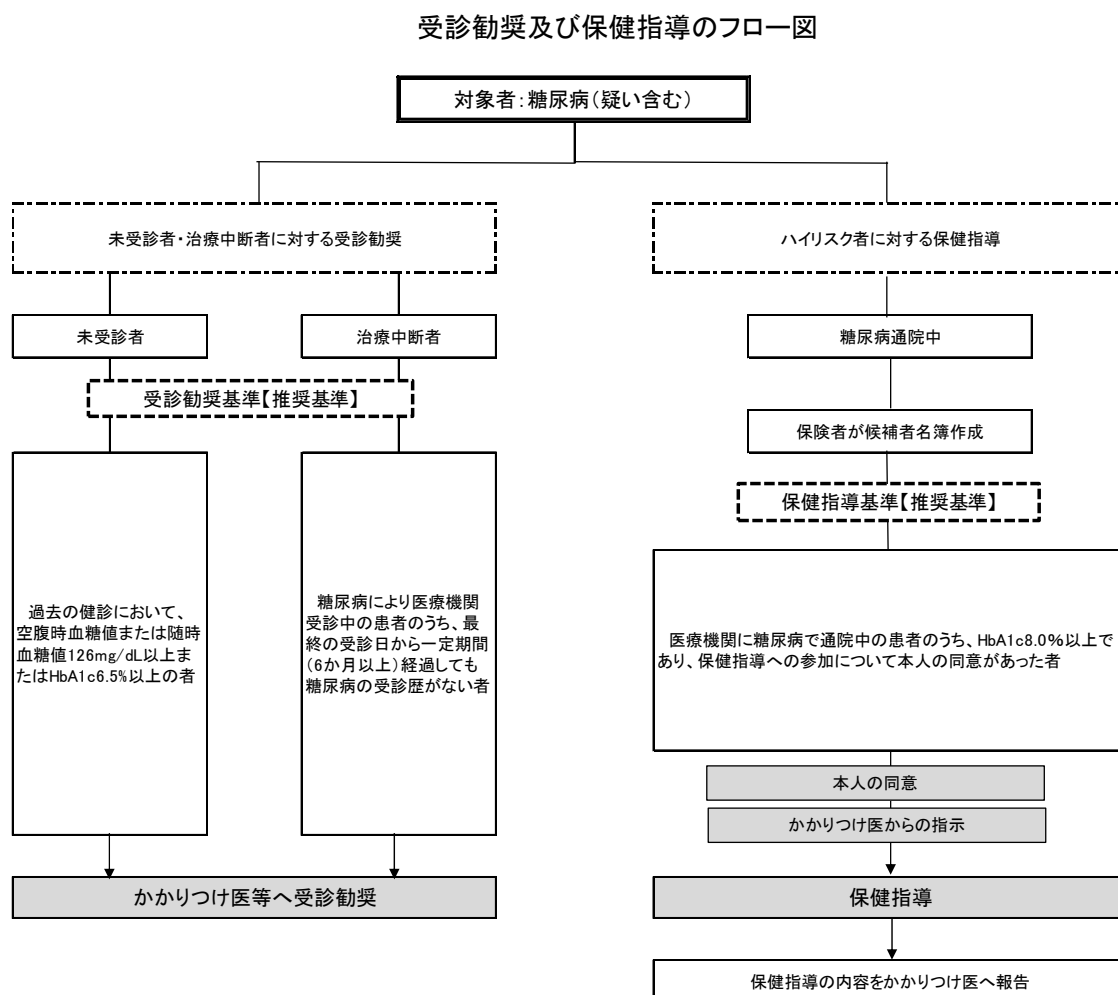 受診勧奨及び保健指導のフロー図
対象者：糖尿病（疑い含む）
未受診者・治療中断者に対する受診勧奨
ハイリスク者に対する保健指導
未受診者
治療中断者
糖尿病通院中
受診勧奨基準【推奨基準】
保険者が候補者名簿作成
保健指導基準【推奨基準】
過去の健診において、
空腹時血糖値または随時
血糖値126mg/dL以上ま
たはHbA1c6.5%以上の者
糖尿病により医療機関
受診中の患者のうち、最
終の受診日から一定期間
（6か月以上）経過しても
糖尿病の受診歴がない者
医療機関に糖尿病で通院中の患者のうち、HbA1c8.0％以上で
あり、保健指導への参加について本人の同意があった者
本人の同意
かかりつけ医からの指示
かかりつけ医等へ受診勧奨
保健指導
保健指導の内容をかかりつけ医へ報告